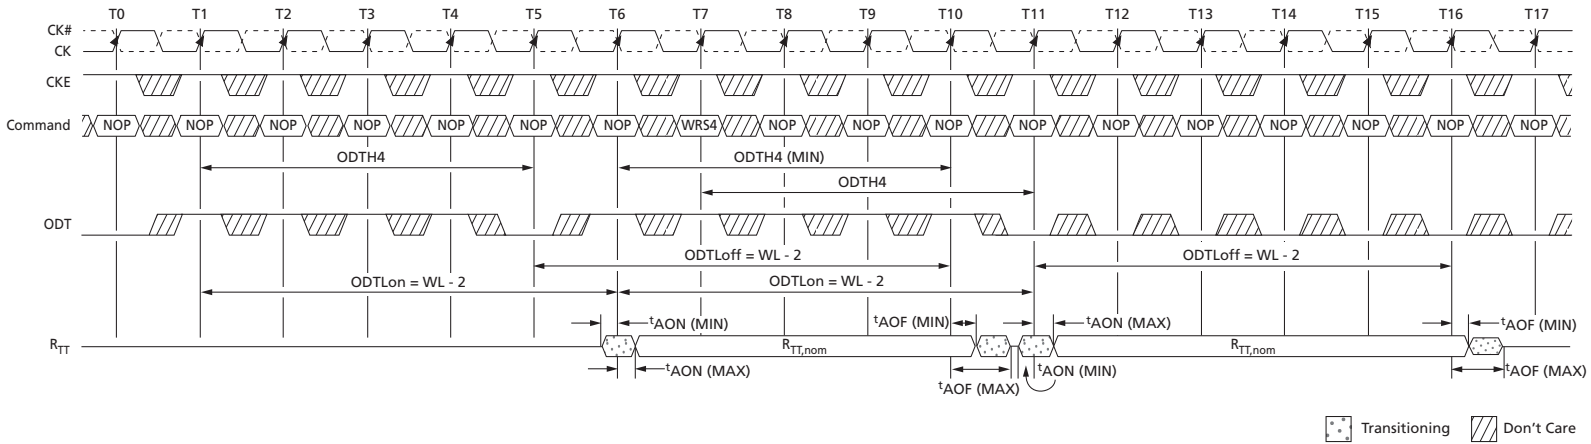 T0 T1 T2 T3 T4 T5 T6 T7 T8 T9 T10 T11 T12 T13 T14 T15 T16 T17
CK#
CK
CKE
Command NOP NOP NOP NOP NOP NOP NOP WRS4 NOP NOP NOP NOP NOP NOP NOP NOP NOP NOP
ODTH4 ODTH4 (MIN)
ODTH4
ODT
ODTLoff = WL - 2 ODTLoff = WL - 2
ODTLon = WL - 2 ODTLon = WL - 2
tAON (MIN) tAOF (MIN) tAON (MAX) tAOF (MIN)
RTT RTT,nom RTT,nom
tAON (MAX) tAON (MIN) tAOF (MAX)
tAOF (MAX)
Transitioning Don't Care